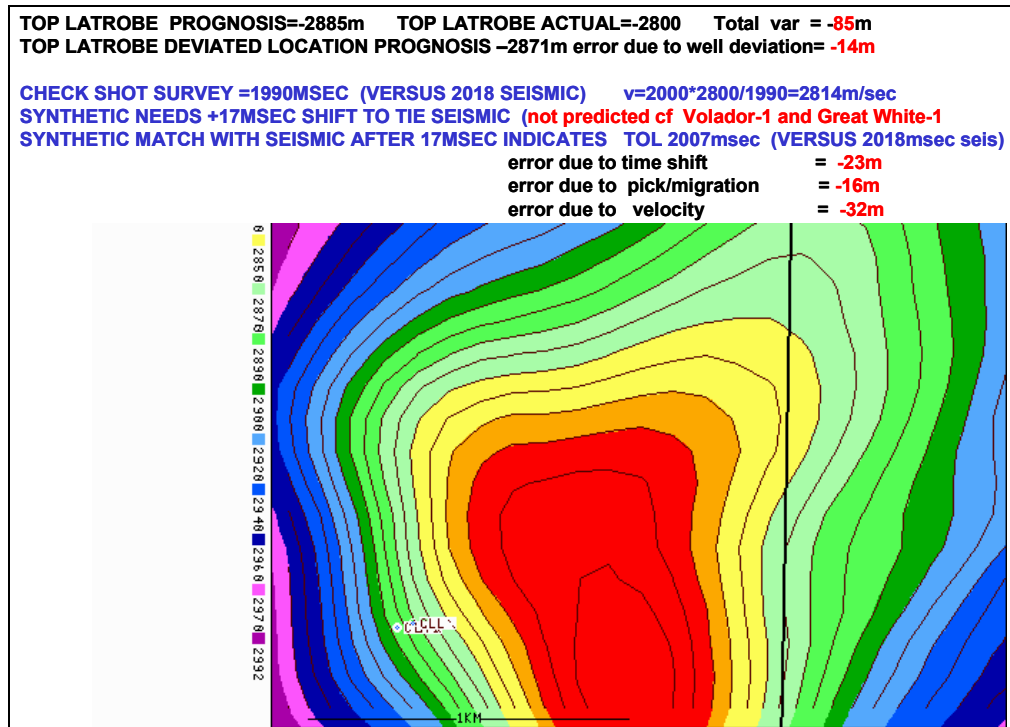 TOP LATROBE PROGNOSIS=-2885m TOP LATROBE ACTUAL=-2800 Total var = -85m
TOP LATROBE DEVIATED LOCATION PROGNOSIS –2871m error due to well deviation= -14m
CHECK SHOT SURVEY =1990MSEC (VERSUS 2018 SEISMIC) v=2000*2800/1990=2814m/sec
SYNTHETIC NEEDS +17MSEC SHIFT TO TIE SEISMIC (not predicted cf Volador-1 and Great White-1
SYNTHETIC MATCH WITH SEISMIC AFTER 17MSEC INDICATES TOL 2007msec (VERSUS 2018msec seis)
error due to time shift = -23m
error due to pick/migration = -16m
error due to velocity = -32m
0
2850
2870
2890
2900
2920
2940
2960
2970
2992
CLL
1KM